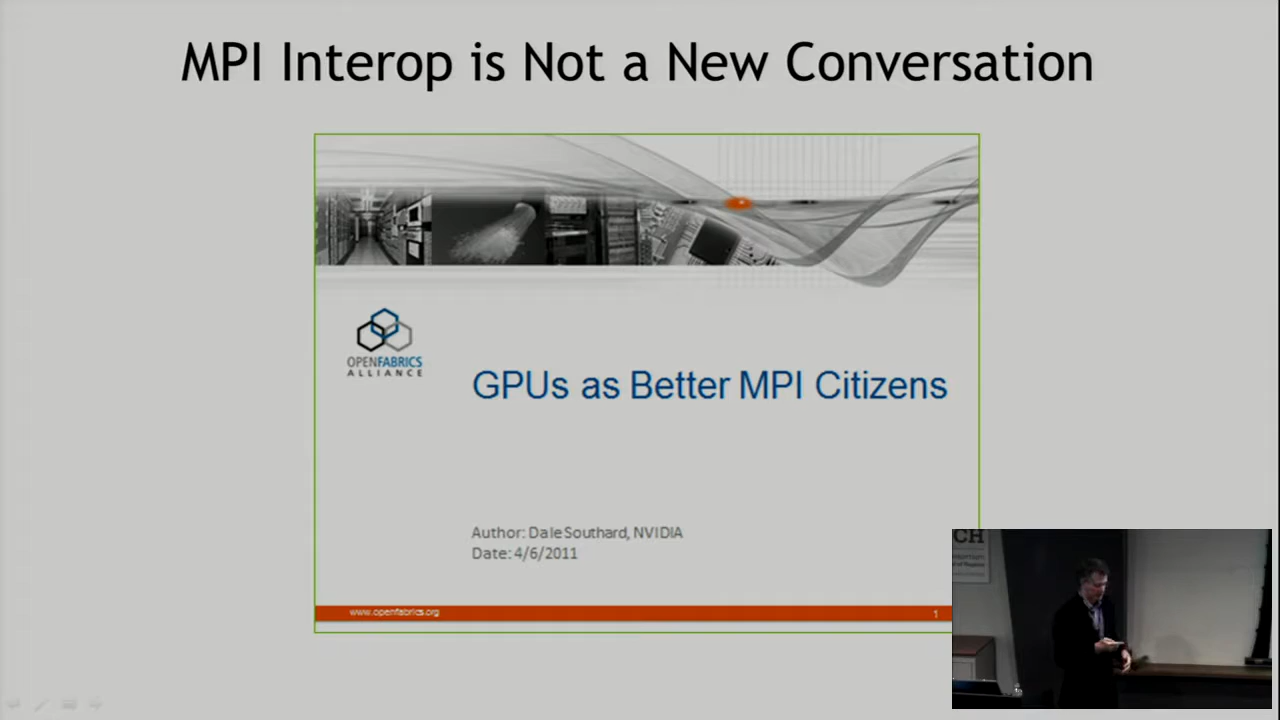 MPI Interop is Not a New Conversation
OPENFABRICS
ALLIANCE
GPUs as Better MPI Citizens
Author: Dale Southard, NVIDIA
Date: 4/6/2011
www.openfabrics.org
1
CH